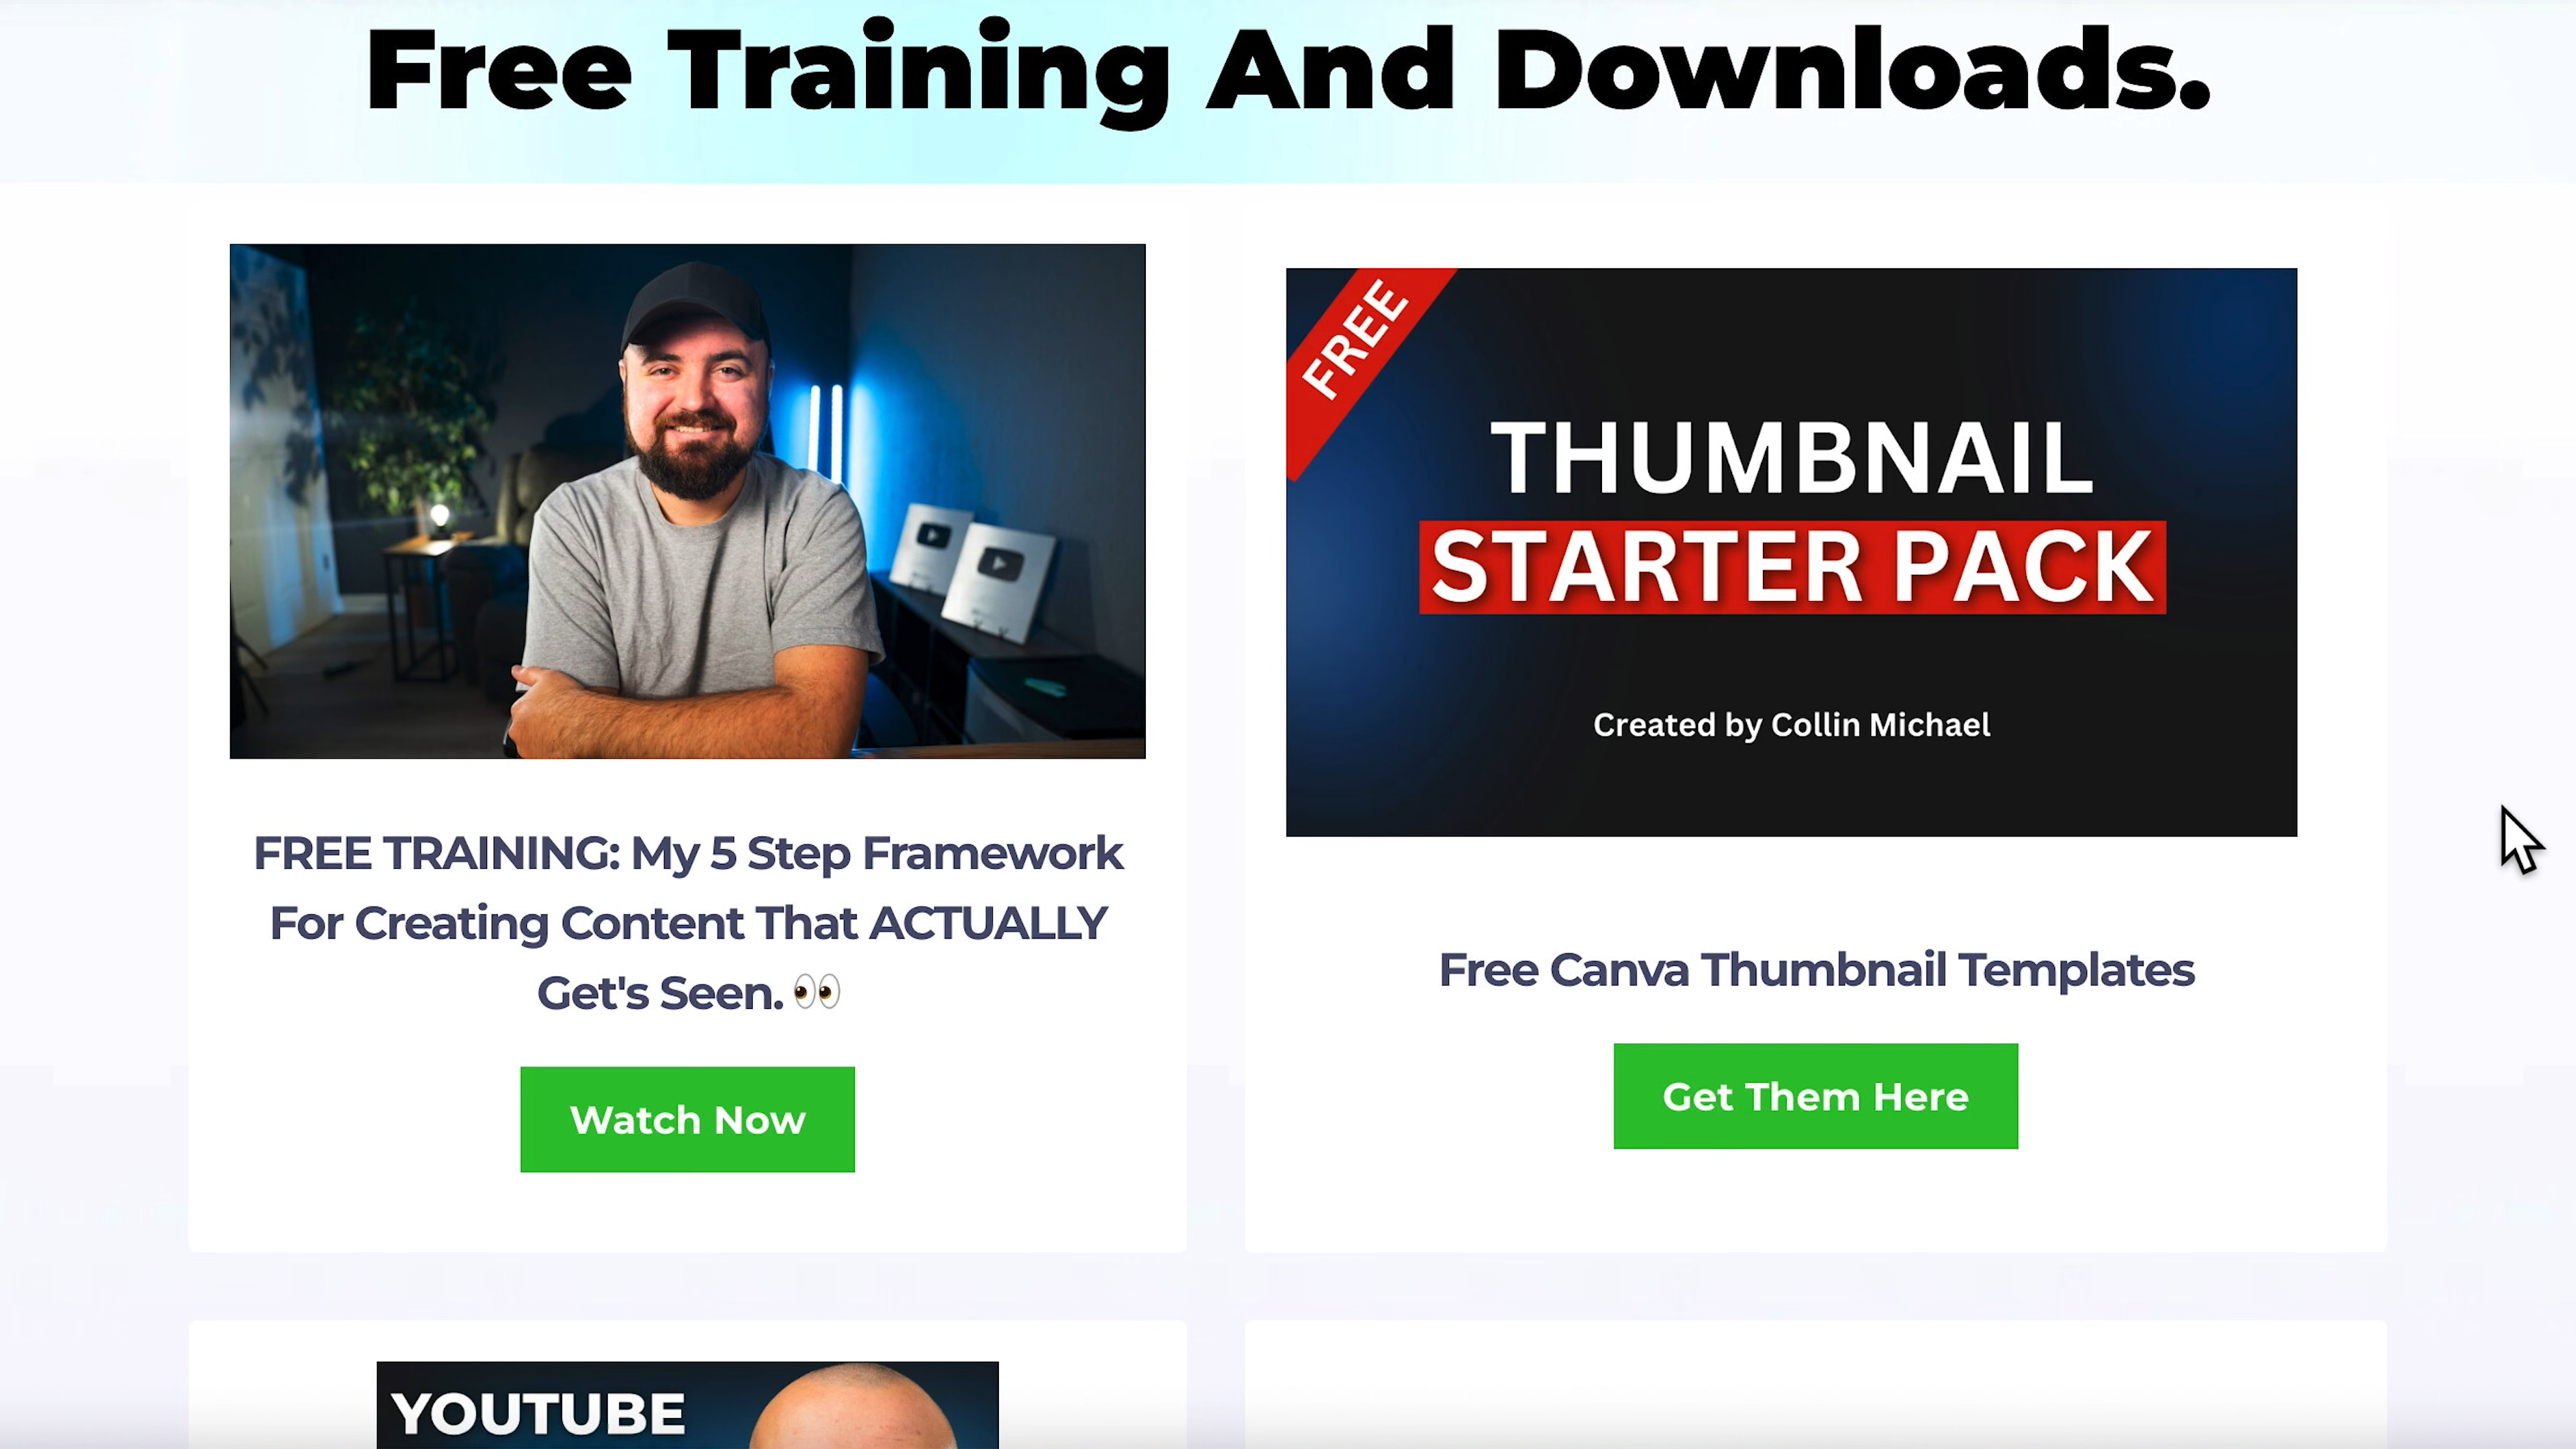 Free Training And Downloads.
FREE TRAINING: My 5 Step Framework
For Creating Content That ACTUALLY
Get's Seen. 👀
Watch Now
FREE
THUMBNAIL
STARTER PACK
Created by Collin Michael
Free Canva Thumbnail Templates
Get Them Here
YOUTUBE